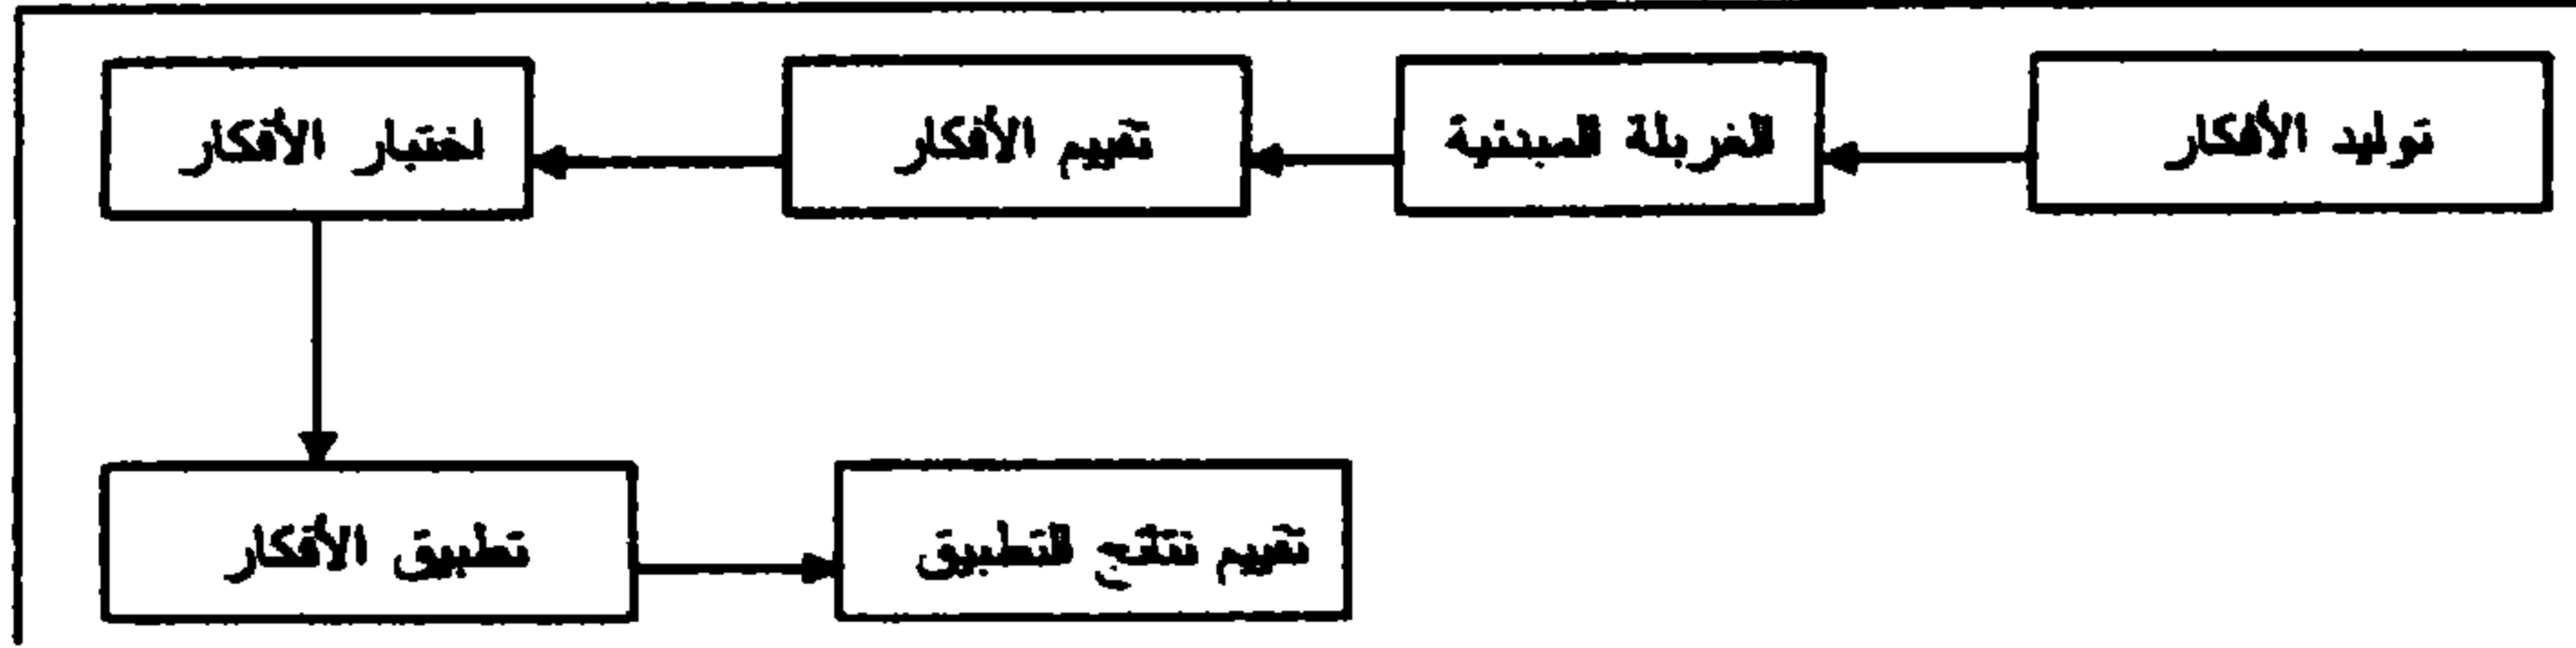 توليد الأفكار
الغربلة المبدئية
تقييم الأفكار
اختبار الأفكار
تطبيق الأفكار
تقييم نتائج التطبيق